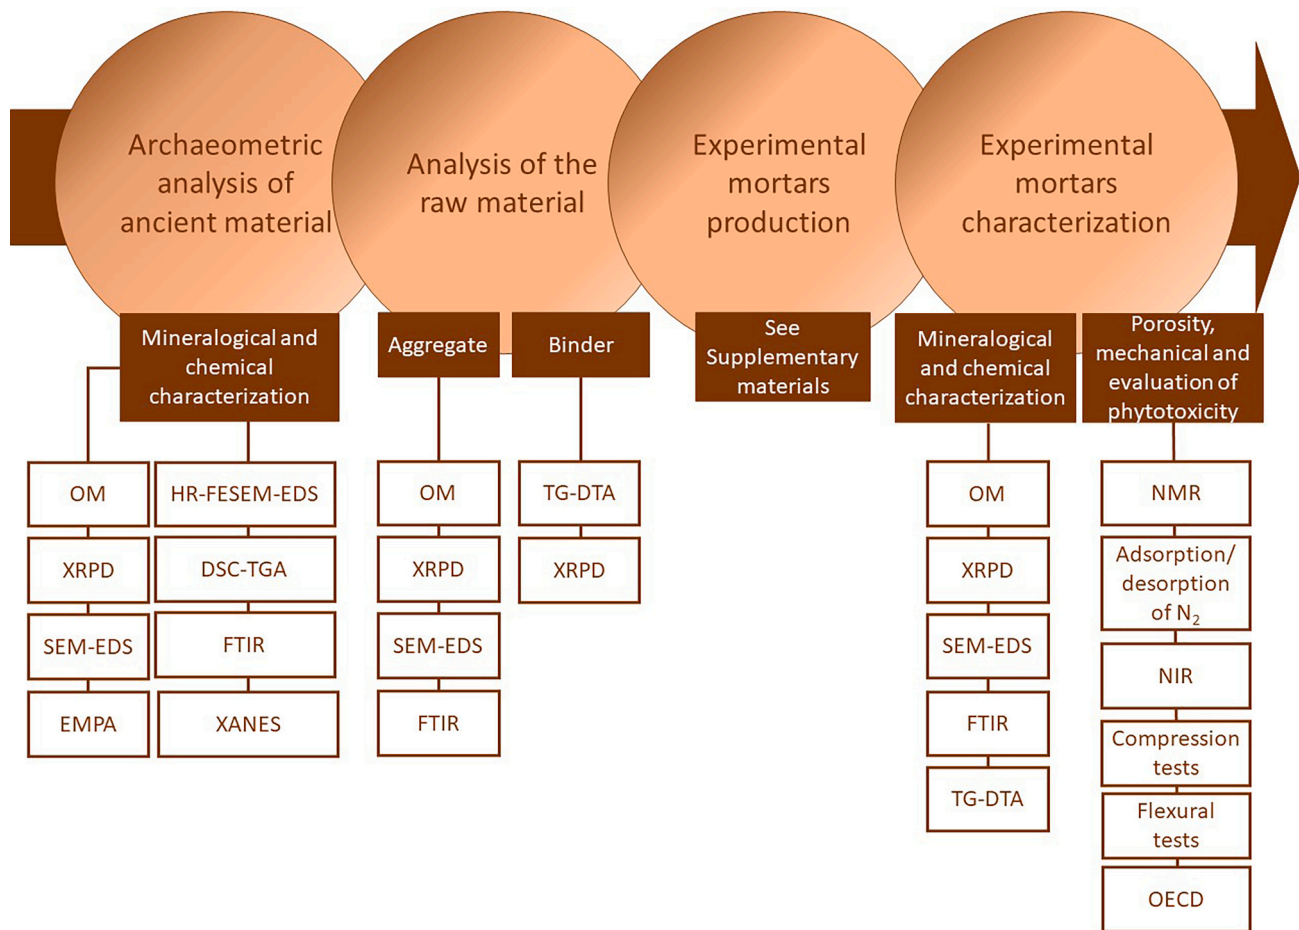 Archaeometric
analysis of
ancient material
Analysis of the
raw material
Experimental
mortars
production
Experimental
mortars
characterization
Mineralogical and
chemical
characterization
OM
XRPD
SEM-EDS
EMPA
HR-FESEM-EDS
DSC-TGA
FTIR
XANES
Aggregate
OM
XRPD
SEM-EDS
FTIR
Binder
TG-DTA
XRPD
See
Supplementary
materials
Mineralogical
and chemical
characterization
OM
XRPD
SEM-EDS
FTIR
TG-DTA
Porosity,
mechanical and
evaluation of
phytotoxicity
NMR
Adsorption/
desorption
of N₂
NIR
Compression
tests
Flexural
tests
OECD